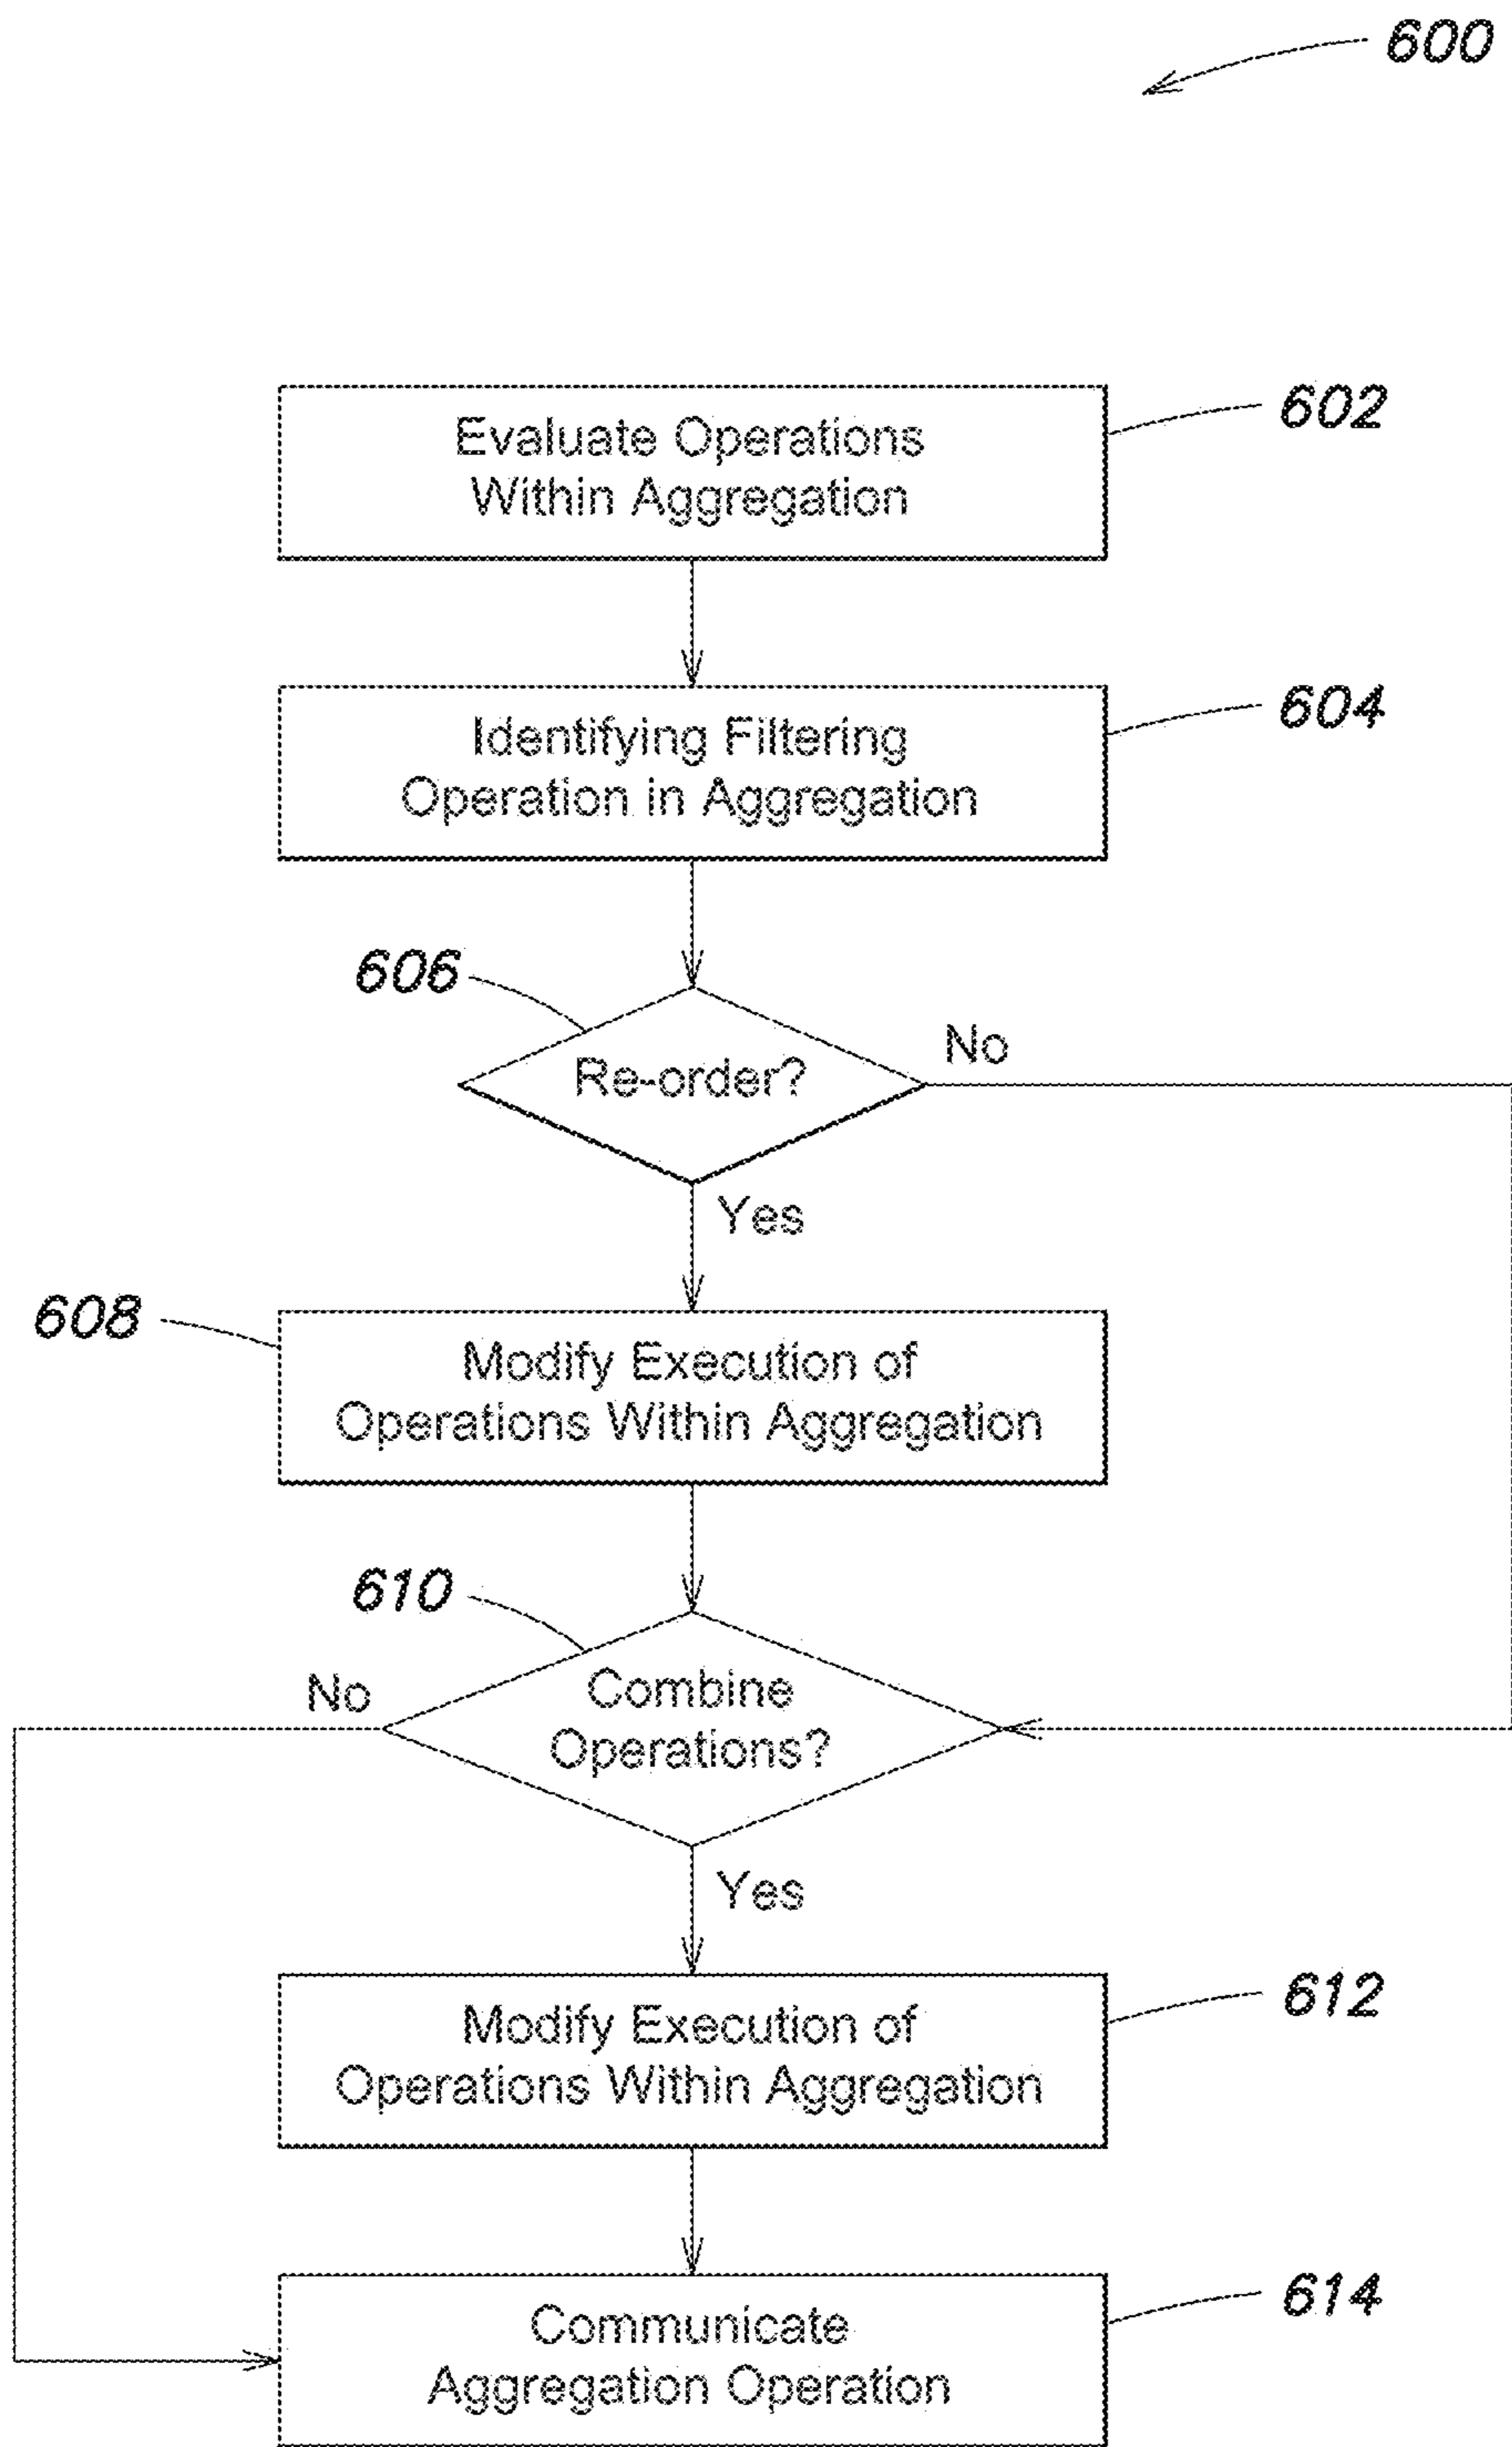 600
Evaluate Operations
Within Aggregation
602
Identifying Filtering
Operation in Aggregation
604
606
Re-order?
No
Yes
608
Modify Execution of
Operations Within Aggregation
610
No
Combine
Operations?
Yes
Modify Execution of
Operations Within Aggregation
612
Communicate
Aggregation Operation
614